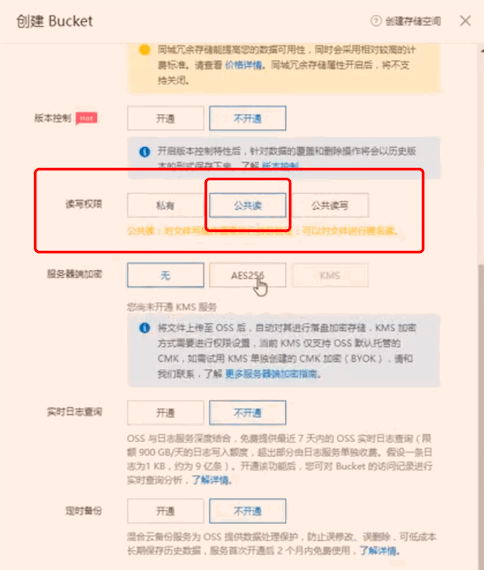 创建 Bucket
创建存储空间
同城冗余存储能提高您的数据可用性，同时会采用相对较高的计
费标准。请查看 价格详情。同城冗余存储属性开启后，将不支
持关闭。
版本控制 Hot 开通 不开通
开启版本控制特性后，针对数据的覆盖和删除操作将会以历史版
本的形式保存下来。了解 版本控制
读写权限 私有 公共读 公共读写
公共读：对文件写 可以对文件进行匿名读。
服务器端加密 无 AES256 KMS
您尚未开通 KMS 服务
将文件上传至 OSS 后，自动对其进行落盘加密存储，KMS 加密
方式需要进行权限设置，当前 KMS 仅支持 OSS 默认托管的
CMK，如需试用 KMS 单独创建的 CMK 加密（BYOK），请和
我们联系，了解 更多服务器端加密指南。
实时日志查询 开通 不开通
OSS 与日志服务深度结合，免费提供最近 7 天内的 OSS 实时日志查询（限
额 900 GB/天的日志写入额度，超出部分由日志服务单独收费。假设一条日
志为1 KB，约为 9 亿条）。开通该功能后，您可对 Bucket 的访问记录进行
实时查询分析，了解详情。
定时备份 开通 不开通
混合云备份服务为 OSS 提供数据处理保护，防止误修改、误删除，可低成本
长期保存历史数据，服务首次开通后 2 个月内免费使用，了解详情。